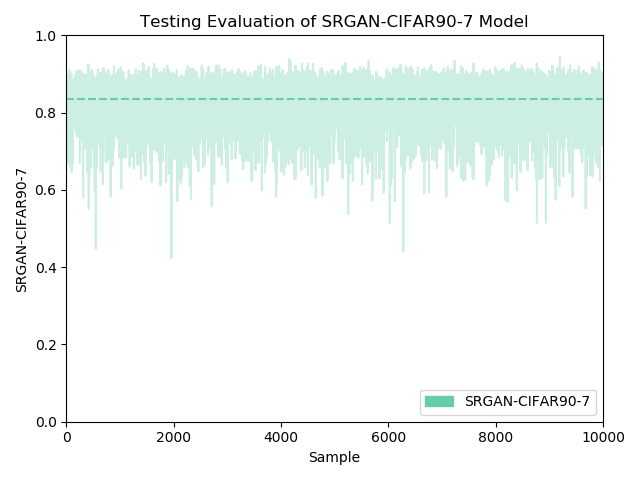 Testing Evaluation of SRGAN-CIFAR90-7 Model
1.0
0.8
0.6
0.4
0.2
0.0
SRGAN-CIFAR90-7
SRGAN-CIFAR90-7
0 2000 4000 6000 8000 10000
Sample